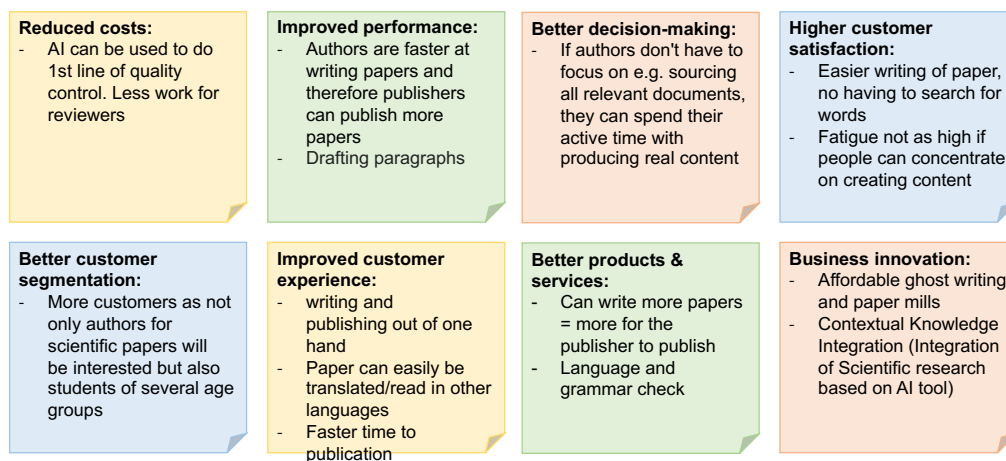 Reduced costs:
- AI can be used to do
1st line of quality
control. Less work for
reviewers
Improved performance:
- Authors are faster at
writing papers and
therefore publishers
can publish more
papers
- Drafting paragraphs
Better decision-making:
- If authors don't have to
focus on e.g. sourcing
all relevant documents,
they can spend their
active time with
producing real content
Higher customer
satisfaction:
- Easier writing of paper,
no having to search for
words
- Fatigue not as high if
people can concentrate
on creating content
Better customer
segmentation:
- More customers as not
only authors for
scientific papers will
be interested but also
students of several age
groups
Improved customer
experience:
- writing and
publishing out of one
hand
- Paper can easily be
translated/read in other
languages
- Faster time to
publication
Better products &
services:
- Can write more papers
= more for the
publisher to publish
- Language and
grammar check
Business innovation:
- Affordable ghost writing
and paper mills
- Contextual Knowledge
Integration (Integration
of Scientific research
based on AI tool)